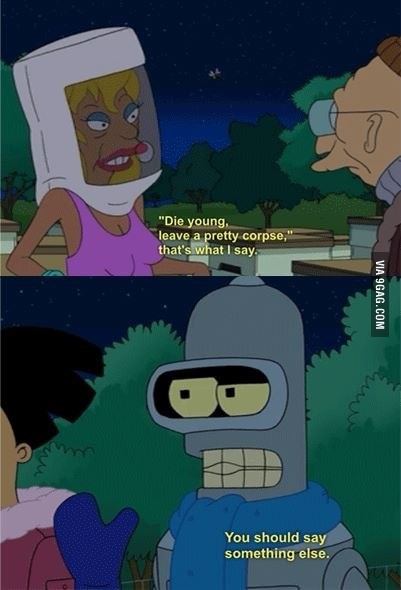 "Die young,
leave a pretty corpse,"
that's what I say.
VIA 9GAG.COM
You should say
something else.